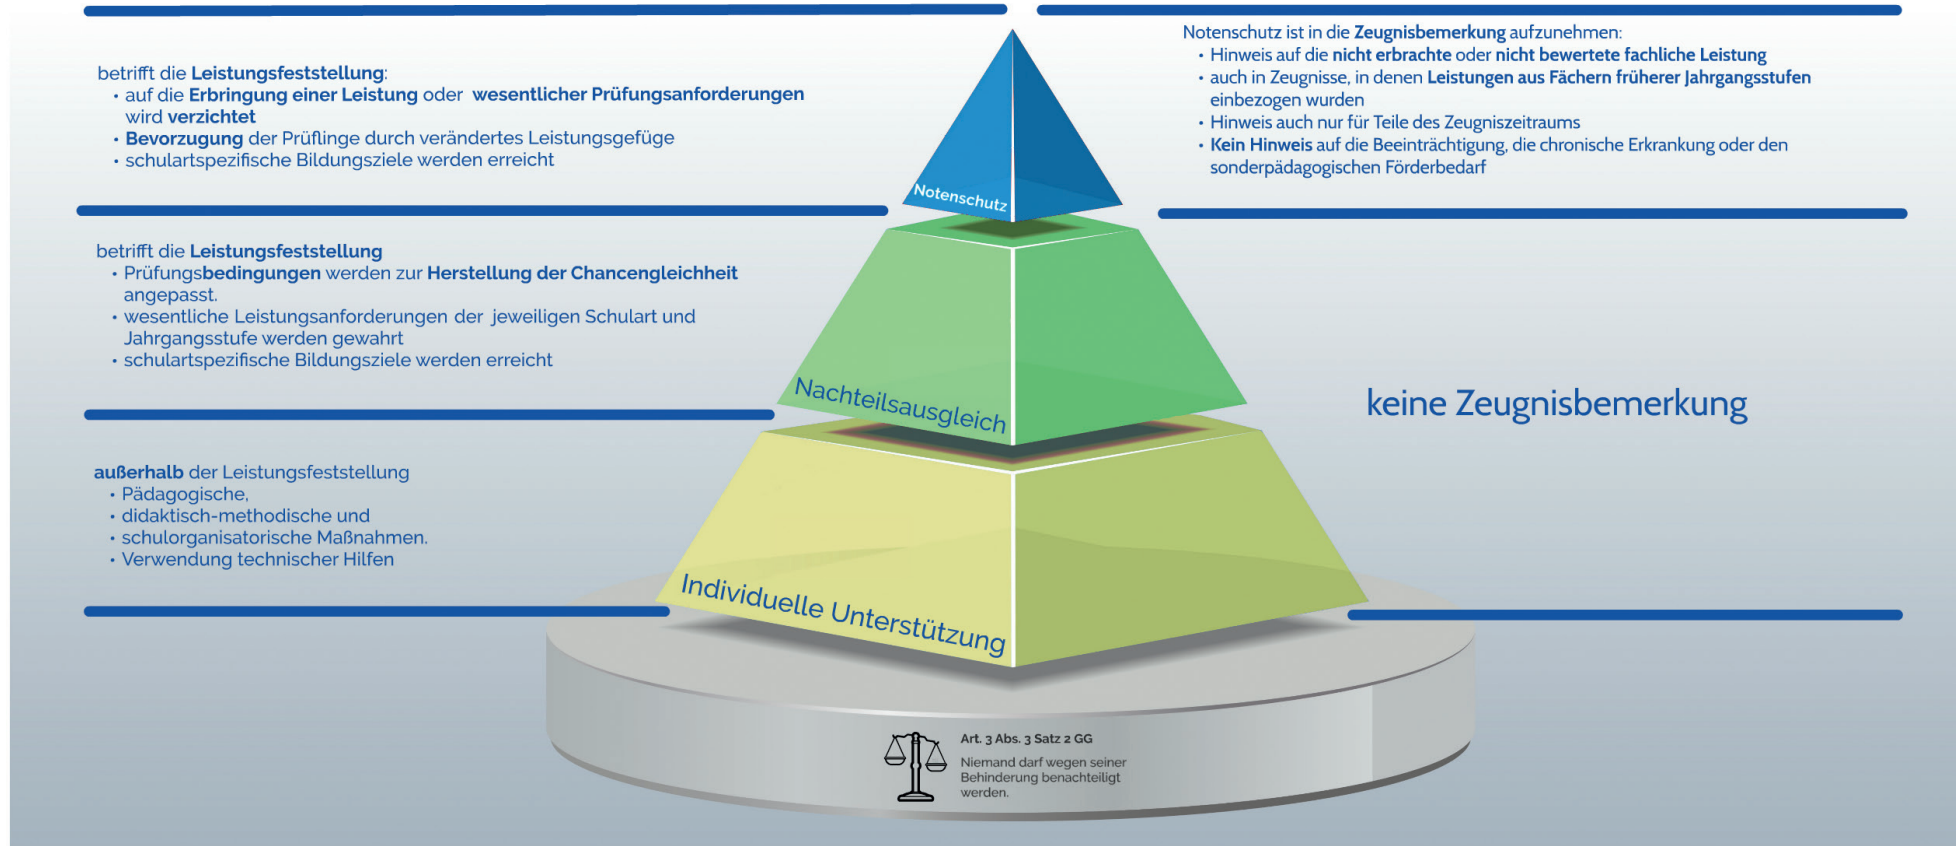 betrifft die Leistungsfeststellung:
• auf die Erbringung einer Leistung oder wesentlicher Prüfungsanforderungen
wird verzichtet
• Bevorzugung der Prüflinge durch verändertes Leistungsgefüge
• schulartspezifische Bildungsziele werden erreicht
Notenschutz ist in die Zeugnisbemerkung aufzunehmen:
• Hinweis auf die nicht erbrachte oder nicht bewertete fachliche Leistung
• auch in Zeugnisse, in denen Leistungen aus Fächern früherer Jahrgangsstufen
einbezogen wurden
• Hinweis auch nur für Teile des Zeugniszeitraums
• Kein Hinweis auf die Beeinträchtigung, die chronische Erkrankung oder den
sonderpädagogischen Förderbedarf
Notenschutz
betrifft die Leistungsfeststellung
• Prüfungsbedingungen werden zur Herstellung der Chancengleichheit
angepasst.
• wesentliche Leistungsanforderungen der jeweiligen Schulart und
Jahrgangsstufe werden gewahrt
• schulartspezifische Bildungsziele werden erreicht
Nachteilsausgleich
keine Zeugnisbemerkung
außerhalb der Leistungsfeststellung
• Pädagogische,
• didaktisch-methodische und
• schulorganisatorische Maßnahmen.
• Verwendung technischer Hilfen
Individuelle Unterstützung
Art. 3 Abs. 3 Satz 2 GG
Niemand darf wegen seiner
Behinderung benachteiligt
werden.